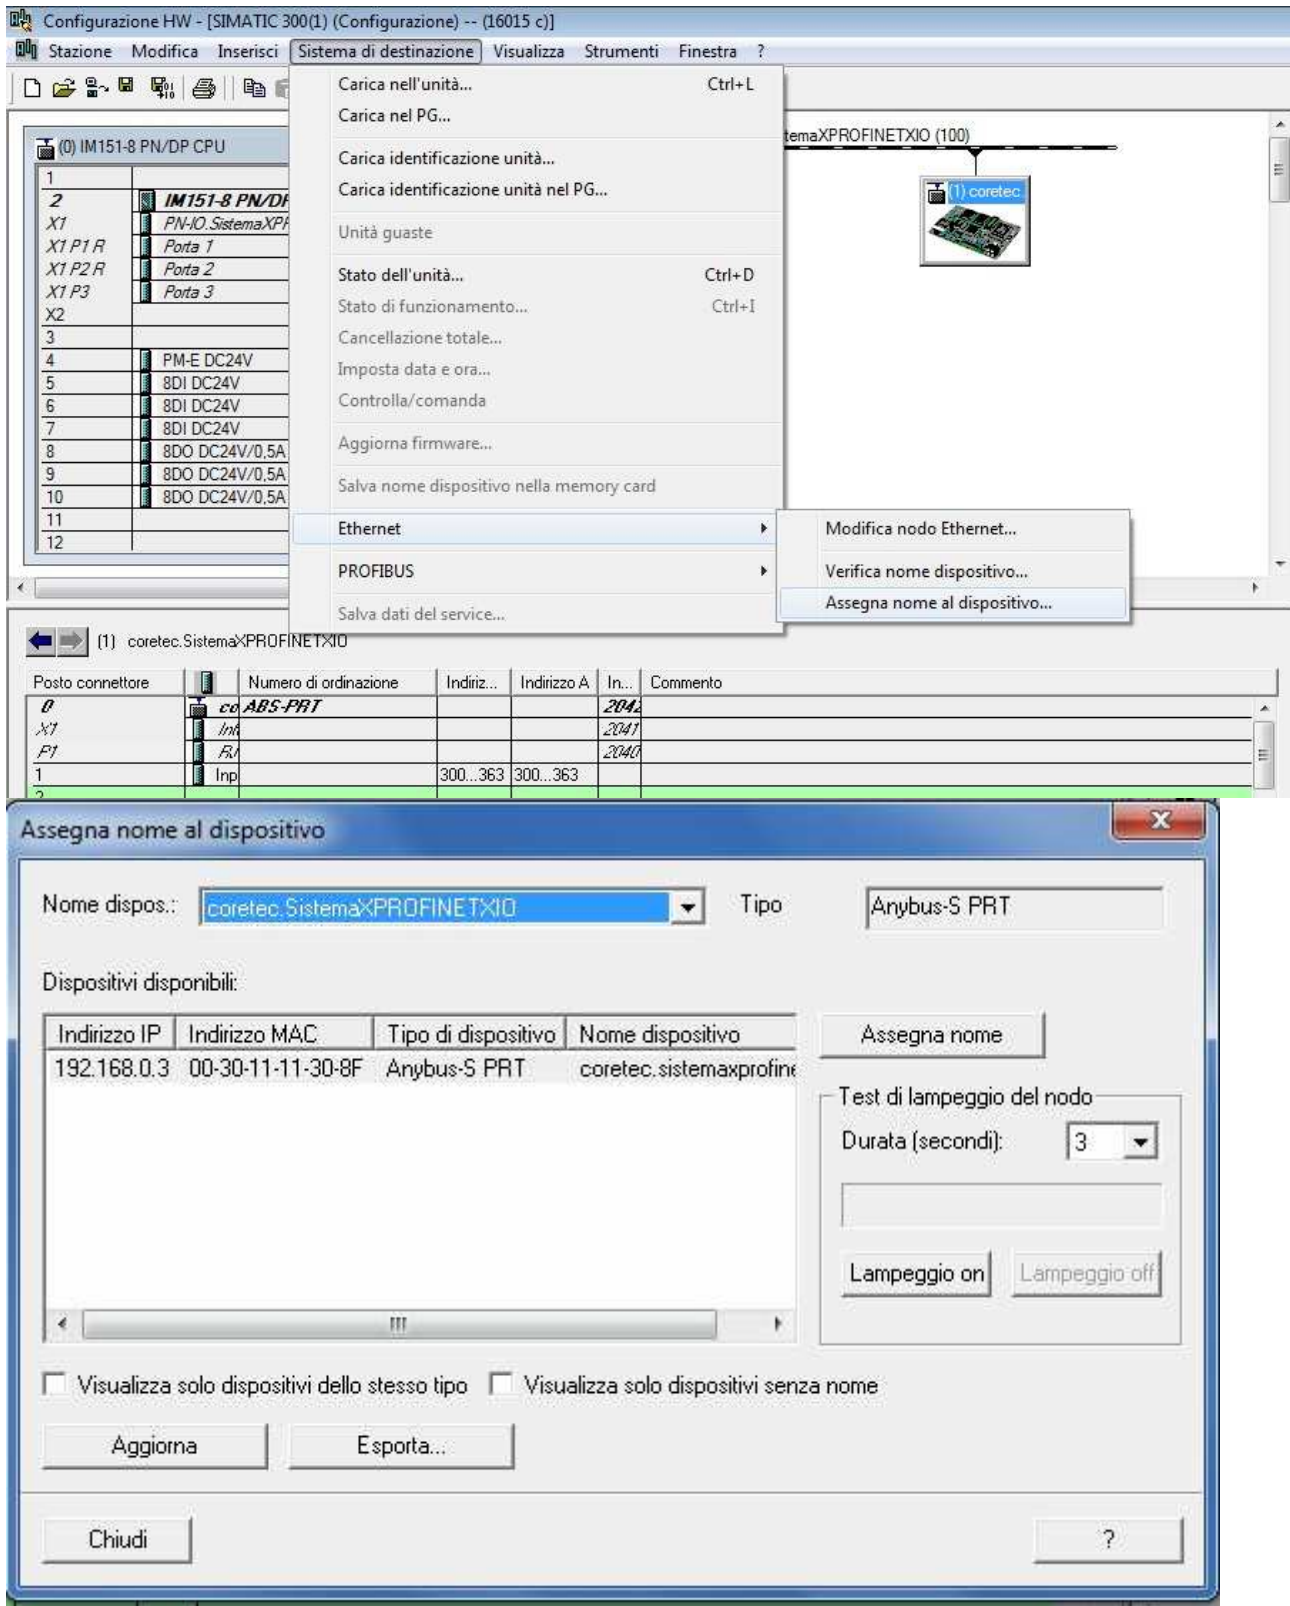 Configurazione HW - [SIMATIC 300(1) (Configurazione) -- (16015 c)]
Stazione Modifica Inserisci Sistema di destinazione Visualizza Strumenti Finestra ?
Carica nell'unità... Ctrl+L
Carica nel PG...
Carica identificazione unità...
Carica identificazione unità nel PG...
Unità guaste
Stato dell'unità... Ctrl+D
Stato di funzionamento... Ctrl+I
Cancellazione totale...
Imposta data e ora...
Controlla/comanda
Aggiorna firmware...
Salva nome dispositivo nella memory card
Ethernet
PROFIBUS
Salva dati del service...
Modifica nodo Ethernet...
Verifica nome dispositivo...
Assegna nome al dispositivo...
(0) IM151-8 PN/DP CPU
1
2 IM151-8 PN/DP
X1 PN-IO.SistemaXPR
X1 P1 R Porta 1
X1 P2 R Porta 2
X1 P3 Porta 3
X2
3
4 PM-E DC24V
5 8DI DC24V
6 8DI DC24V
7 8DI DC24V
8 8DO DC24V/0,5A
9 8DO DC24V/0,5A
10 8DO DC24V/0,5A
11
12
temaXPROFINETXIO (100)
(1) coretec.
(1) coretec.SistemaXPROFINETXIO
Posto connettore Numero di ordinazione Indiriz... Indirizzo A In... Commento
0 co ABS-PRT 2042
X1 Int 2041
P1 RJ 2040
1 Inp 300...363 300...363
2
Assegna nome al dispositivo
Nome dispos.: coretec.SistemaXPROFINETXIO Tipo Anybus-S PRT
Dispositivi disponibili:
Indirizzo IP Indirizzo MAC Tipo di dispositivo Nome dispositivo
192.168.0.3 00-30-11-11-30-8F Anybus-S PRT coretec.sistemaxprofine
Assegna nome
Test di lampeggio del nodo
Durata (secondi): 3
Lampeggio on Lampeggio off
Visualizza solo dispositivi dello stesso tipo Visualizza solo dispositivi senza nome
Aggiorna Esporta...
Chiudi ?